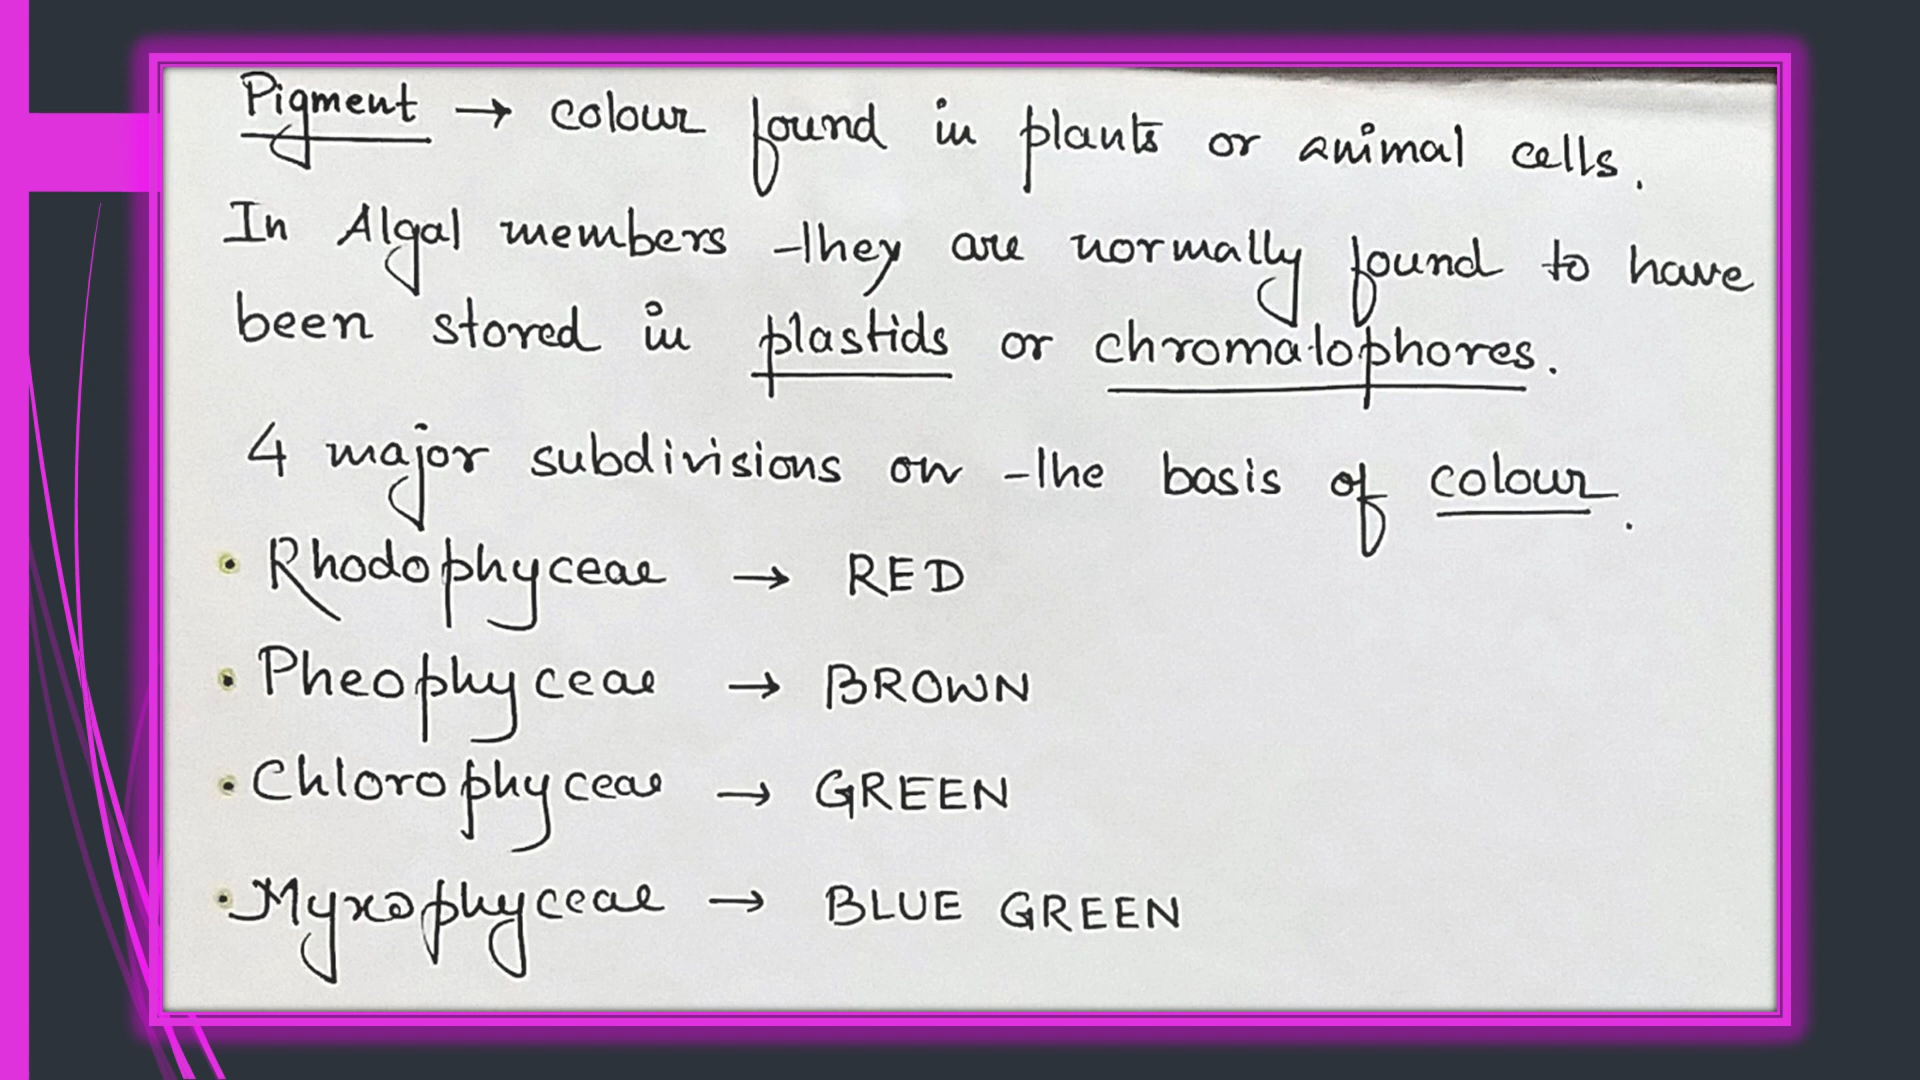 Pigment → colour found in plants or animal cells.
In Algal members they are normally found to have
been stored in plastids or chromatophores.
4 major subdivisions on the basis of colour.
• Rhodophyceae → RED
• Pheophyceae → BROWN
• Chlorophyceae → GREEN
• Myxophyceae → BLUE GREEN